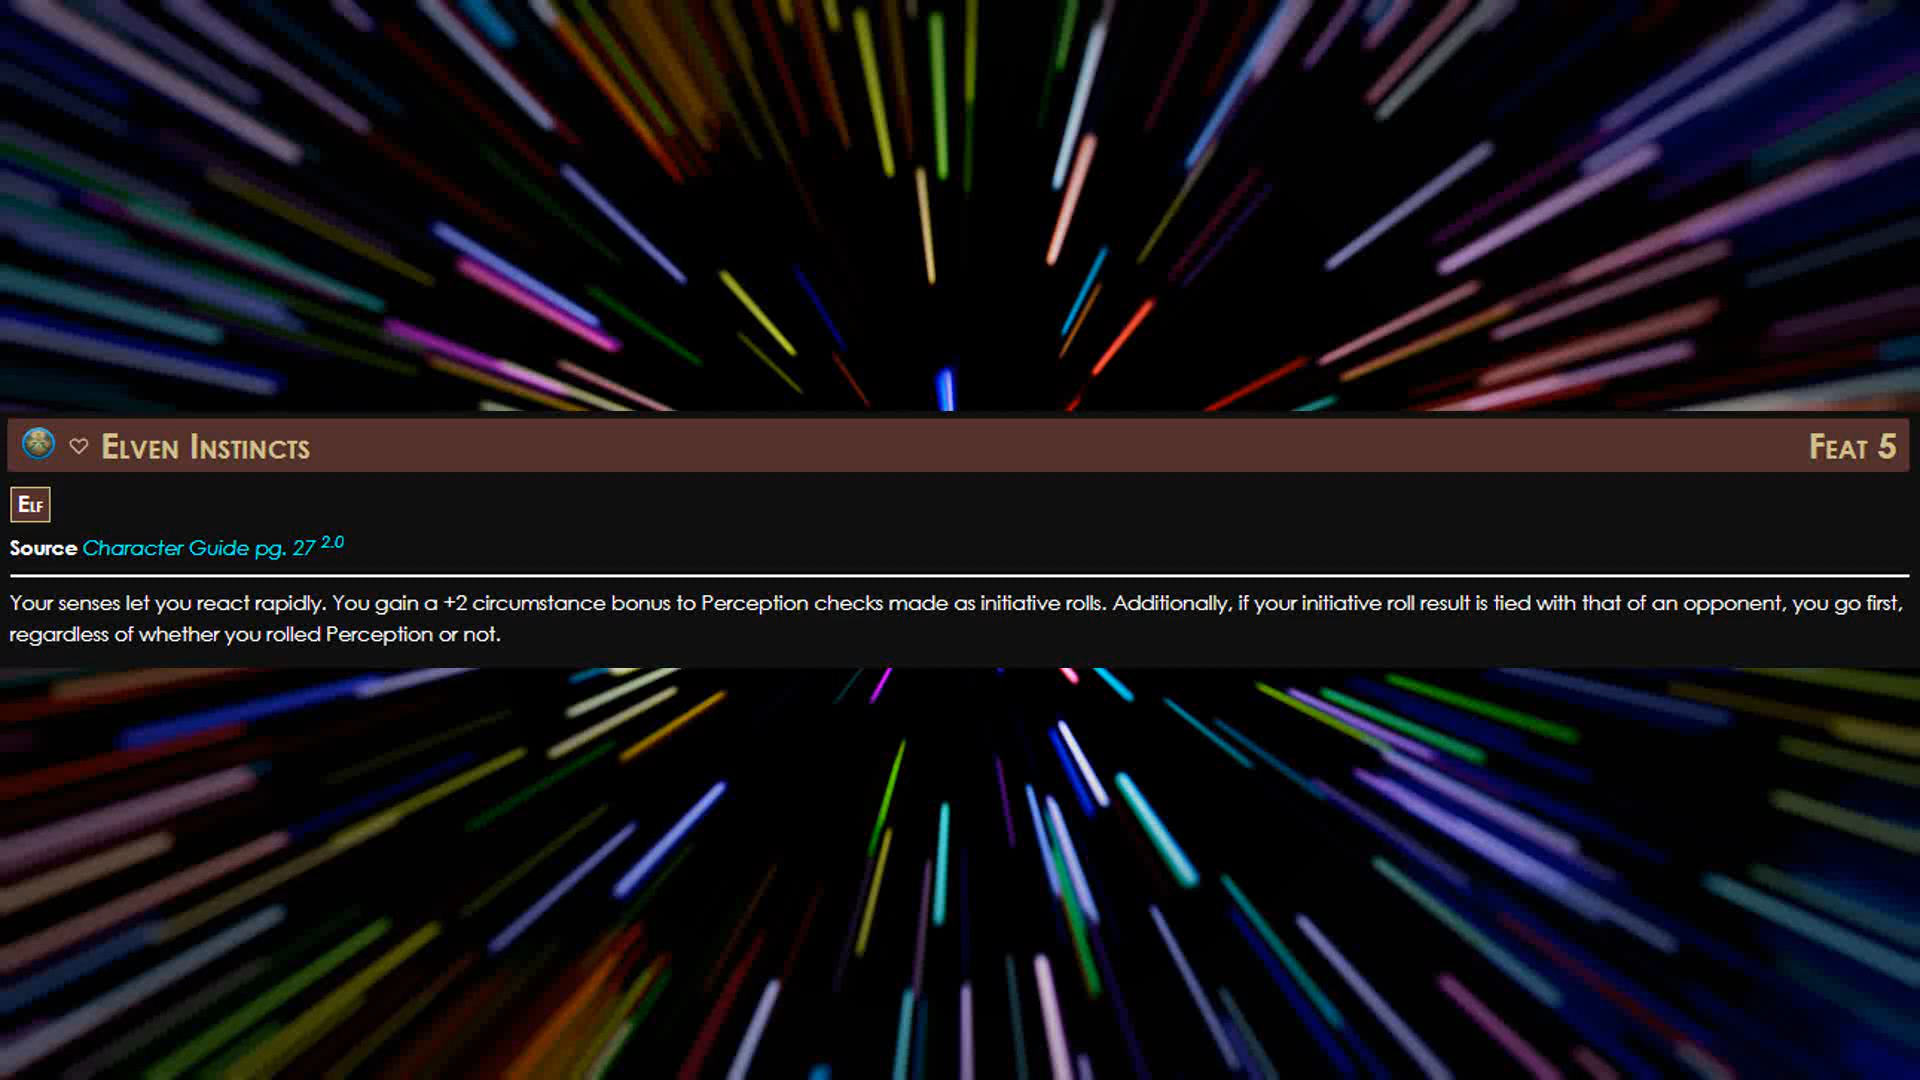 Elven Instincts Feat 5
Elf
Source Character Guide pg. 27 2.0
Your senses let you react rapidly. You gain a +2 circumstance bonus to Perception checks made as initiative rolls. Additionally, if your initiative roll result is tied with that of an opponent, you go first,
regardless of whether you rolled Perception or not.